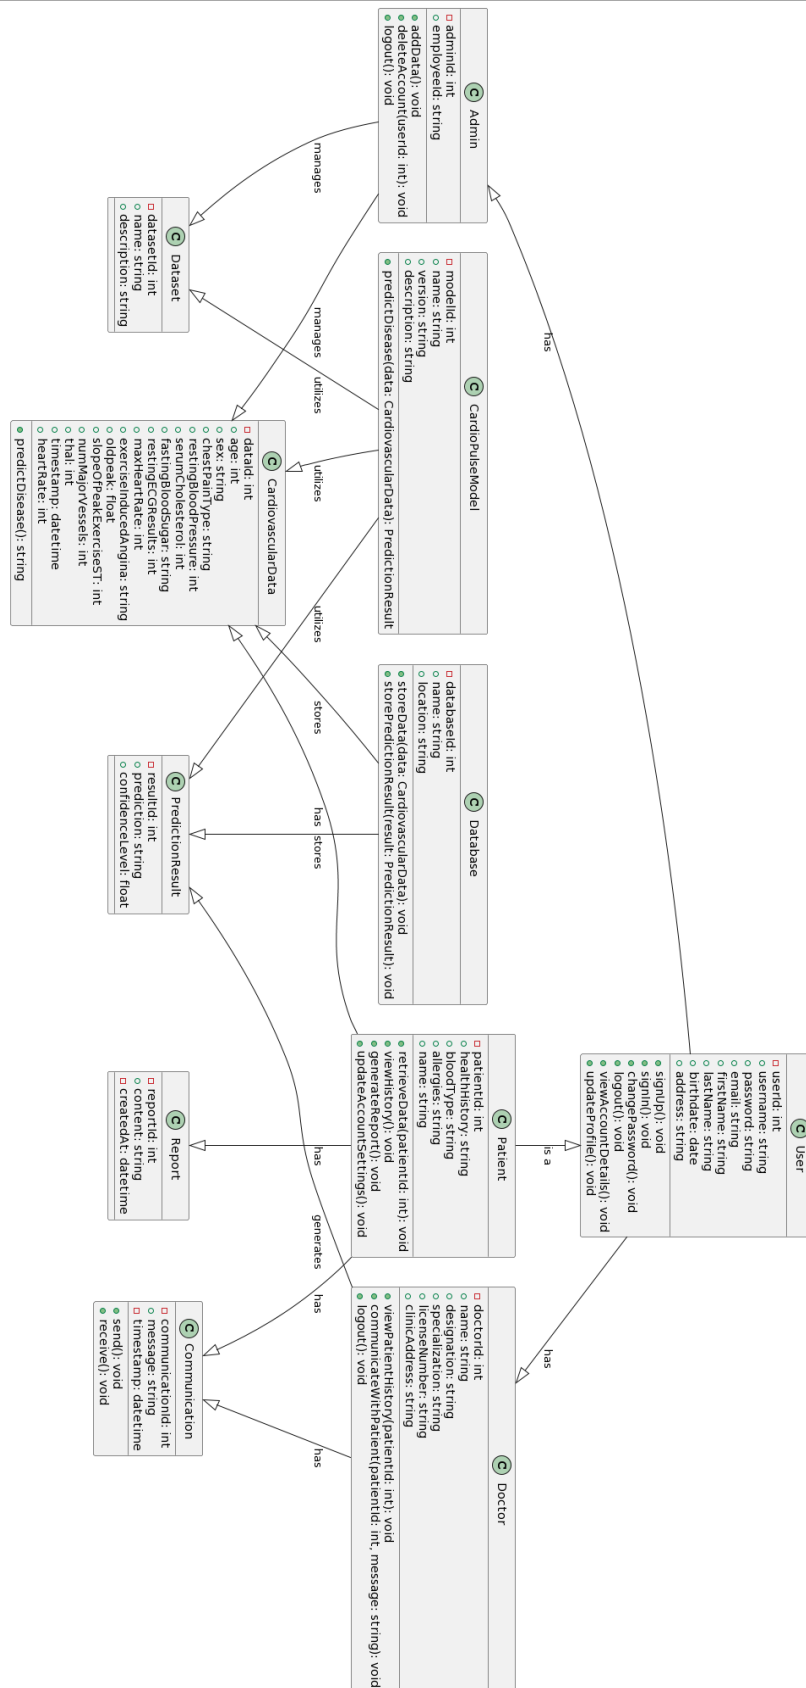 C User
userId: int
username: string
password: string
email: string
firstName: string
lastName: string
birthdate: date
address: string
signUp(): void
signIn(): void
changePassword(): void
logout(): void
viewAccountDetails(): void
updateProfile(): void
has
is a
has
C Admin
adminId: int
employeeId: string
addData(): void
deleteAccount(userId: int): void
logout(): void
C CardioPulseModel
modelId: int
name: string
version: string
description: string
predictDisease(data: CardiovascularData): PredictionResult
C Database
databaseId: int
name: string
location: string
storeData(data: CardiovascularData): void
storePredictionResult(result: PredictionResult): void
C Patient
patientId: int
healthHistory: string
bloodType: string
allergies: string
name: string
retrieveData(patientId: int): void
viewHistory(): void
generateReport(): void
updateAccountSettings(): void
C Doctor
doctorId: int
name: string
designation: string
specialization: string
licenseNumber: string
clinicAddress: string
viewPatientHistory(patientId: int): void
communicateWithPatient(patientId: int, message: string): void
logout(): void
manages
manages
utilizes
utilizes
utilizes
stores
has
stores
has
generates
has
has
C Dataset
datasetId: int
name: string
description: string
C CardiovascularData
dataId: int
age: int
sex: string
chestPainType: string
restingBloodPressure: int
serumCholesterol: int
fastingBloodSugar: string
restingECGResults: int
maxHeartRate: int
exerciseInducedAngina: string
oldpeak: float
slopeOfPeakExerciseST: int
numMajorVessels: int
thal: int
timestamp: datetime
heartRate: int
predictDisease(): string
C PredictionResult
resultId: int
prediction: string
confidenceLevel: float
C Report
reportId: int
content: string
createdAt: datetime
C Communication
communicationId: int
message: string
timestamp: datetime
send(): void
receive(): void